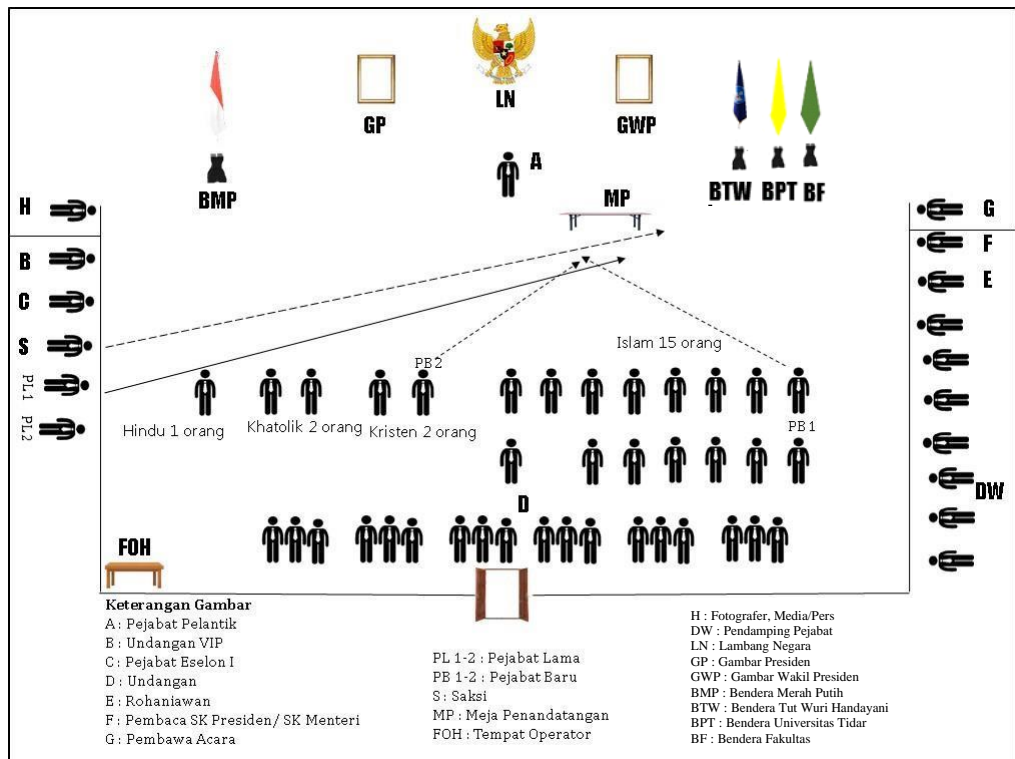 LN
GP
GWP
A
BMP
BTW
BPT
BF
MP
H
G
B
F
C
E
S
Islam 15 orang
PB2
PL1
PL2
Hindu 1 orang
Khatolik 2 orang
Kristen 2 orang
PB1
D
DW
FOH
Keterangan Gambar
A : Pejabat Pelantik
B : Undangan VIP
C : Pejabat Eselon I
D : Undangan
E : Rohaniawan
F : Pembaca SK Presiden/ SK Menteri
G : Pembawa Acara
PL 1-2 : Pejabat Lama
PB 1-2 : Pejabat Baru
S : Saksi
MP : Meja Penandatangan
FOH : Tempat Operator
H : Fotografer, Media/Pers
DW : Pendamping Pejabat
LN : Lambang Negara
GP : Gambar Presiden
GWP : Gambar Wakil Presiden
BMP : Bendera Merah Putih
BTW : Bendera Tut Wuri Handayani
BPT : Bendera Universitas Tidar
BF : Bendera Fakultas